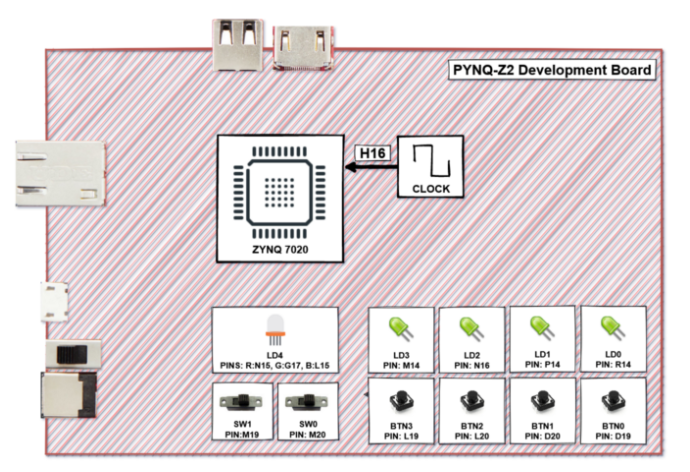 PYNQ-Z2 Development Board
H16
CLOCK
ZYNQ 7020
LD4
PINS: R:N15, G:G17, B:L15
LD3
PIN: M14
LD2
PIN: N16
LD1
PIN: P14
LD0
PIN: R14
SW1
PIN:M19
SW0
PIN: M20
BTN3
PIN: L19
BTN2
PIN: L20
BTN1
PIN: D20
BTN0
PIN: D19